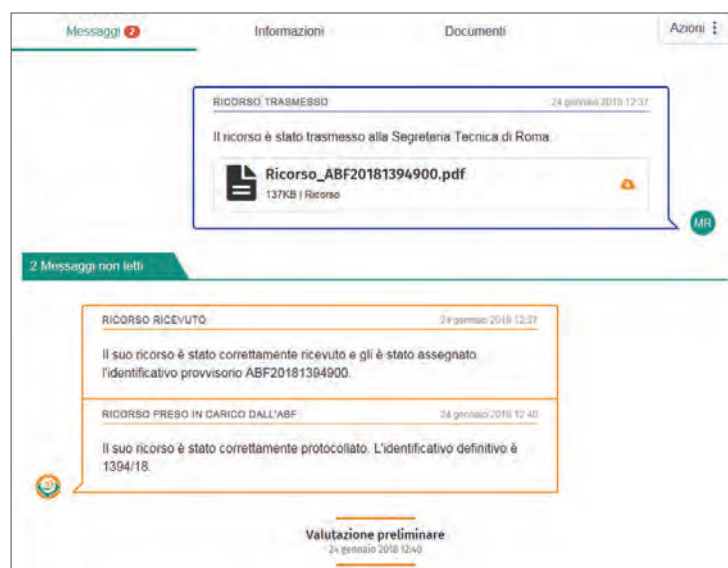 Messaggi 2 Informazioni Documenti Azioni
RICORSO TRASMESSO 24 gennaio 2018 12:37
Il ricorso è stato trasmesso alla Segreteria Tecnica di Roma.
Ricorso_ABF20181394900.pdf
137KB | Ricorso
MR
2 Messaggi non letti
RICORSO RICEVUTO 24 gennaio 2018 12:37
Il suo ricorso è stato correttamente ricevuto e gli è stato assegnato
l'identificativo provvisorio ABF20181394900.
RICORSO PRESO IN CARICO DALL'ABF 24 gennaio 2018 12:40
Il suo ricorso è stato correttamente protocollato. L'identificativo definitivo è
1394/18.
Valutazione preliminare
24 gennaio 2018 12:40